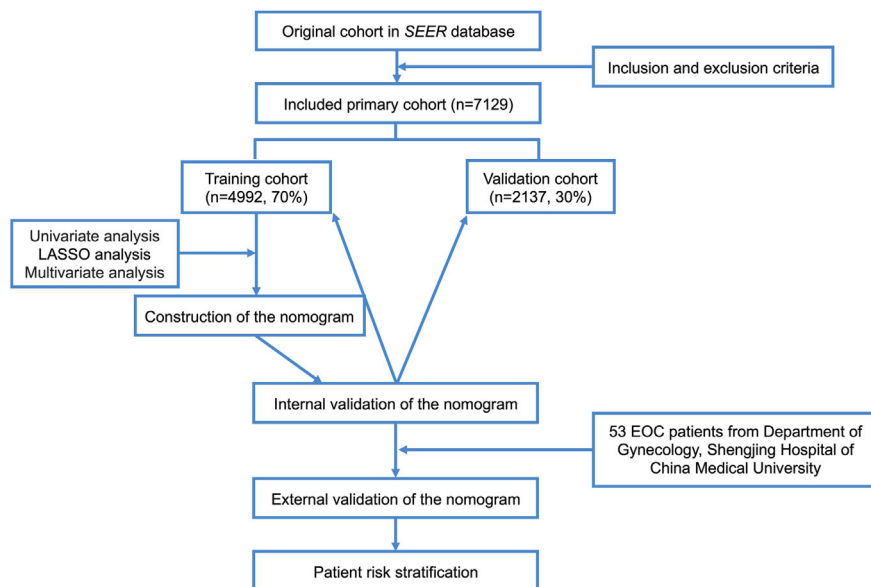 Original cohort in SEER database
Inclusion and exclusion criteria
Included primary cohort (n=7129)
Training cohort
(n=4992, 70%)
Validation cohort
(n=2137, 30%)
Univariate analysis
LASSO analysis
Multivariate analysis
Construction of the nomogram
Internal validation of the nomogram
53 EOC patients from Department of
Gynecology, Shengjing Hospital of
China Medical University
External validation of the nomogram
Patient risk stratification